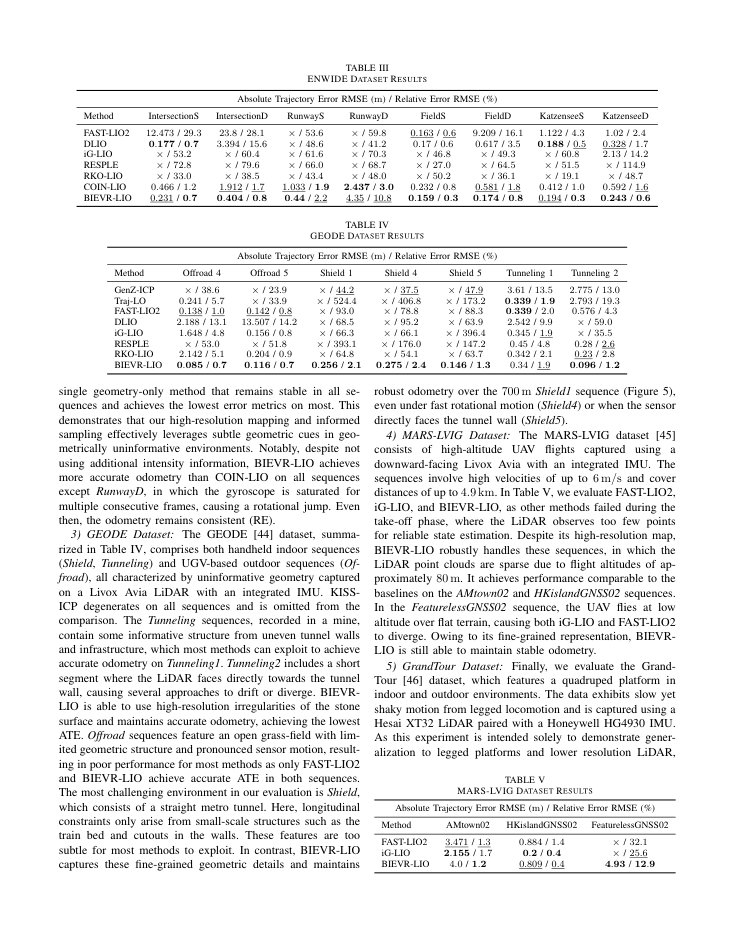 TABLE III
ENWIDE DATASET RESULTS
Absolute Trajectory Error RMSE (m) / Relative Error RMSE (%)
Method IntersectionS IntersectionD RunwayS RunwayD FieldS FieldD KatzenseeS KatzenseeD
FAST-LIO2 12.473 / 29.3 23.8 / 28.1 × / 53.6 × / 59.8 0.163 / 0.6 9.209 / 16.1 1.122 / 4.3 1.02 / 2.4
DLIO 0.177 / 0.7 3.394 / 15.6 × / 48.6 × / 41.2 0.17 / 0.6 0.617 / 3.5 0.188 / 0.5 0.328 / 1.7
iG-LIO × / 53.2 × / 60.4 × / 61.6 × / 70.3 × / 46.8 × / 49.3 × / 60.8 2.13 / 14.2
RESPLE × / 72.8 × / 79.6 × / 66.0 × / 68.7 × / 27.0 × / 64.5 × / 51.5 × / 114.9
RKO-LIO × / 33.0 × / 38.5 × / 43.4 × / 48.0 × / 50.2 × / 36.1 × / 19.1 × / 48.7
COIN-LIO 0.466 / 1.2 1.912 / 1.7 1.033 / 1.9 2.437 / 3.0 0.232 / 0.8 0.581 / 1.8 0.412 / 1.0 0.592 / 1.6
BIEVR-LIO 0.231 / 0.7 0.404 / 0.8 0.44 / 2.2 4.35 / 10.8 0.159 / 0.3 0.174 / 0.8 0.194 / 0.3 0.243 / 0.6
TABLE IV
GEODE DATASET RESULTS
Absolute Trajectory Error RMSE (m) / Relative Error RMSE (%)
Method Offroad 4 Offroad 5 Shield 1 Shield 4 Shield 5 Tunneling 1 Tunneling 2
GenZ-ICP × / 38.6 × / 23.9 × / 44.2 × / 37.5 × / 47.9 3.61 / 13.5 2.775 / 13.0
Traj-LO 0.241 / 5.7 × / 33.9 × / 524.4 × / 406.8 × / 173.2 0.339 / 1.9 2.793 / 19.3
FAST-LIO2 0.138 / 1.0 0.142 / 0.8 × / 93.0 × / 78.8 × / 88.3 0.339 / 2.0 0.576 / 4.3
DLIO 2.188 / 13.1 13.507 / 14.2 × / 68.5 × / 95.2 × / 63.9 2.542 / 9.9 × / 59.0
iG-LIO 1.648 / 4.8 0.156 / 0.8 × / 66.3 × / 66.1 × / 396.4 0.345 / 1.9 × / 35.5
RESPLE × / 53.0 × / 51.8 × / 393.1 × / 176.0 × / 147.2 0.45 / 4.8 0.28 / 2.6
RKO-LIO 2.142 / 5.1 0.204 / 0.9 × / 64.8 × / 54.1 × / 63.7 0.342 / 2.1 0.23 / 2.8
BIEVR-LIO 0.085 / 0.7 0.116 / 0.7 0.256 / 2.1 0.275 / 2.4 0.146 / 1.3 0.34 / 1.9 0.096 / 1.2
single geometry-only method that remains stable in all se-
quences and achieves the lowest error metrics on most. This
demonstrates that our high-resolution mapping and informed
sampling effectively leverages subtle geometric cues in geo-
metrically uninformative environments. Notably, despite not
using additional intensity information, BIEVR-LIO achieves
more accurate odometry than COIN-LIO on all sequences
except RunwayD, in which the gyroscope is saturated for
multiple consecutive frames, causing a rotational jump. Even
then, the odometry remains consistent (RE).
3) GEODE Dataset: The GEODE [44] dataset, summa-
rized in Table IV, comprises both handheld indoor sequences
(Shield, Tunneling) and UGV-based outdoor sequences (Of-
froad), all characterized by uninformative geometry captured
on a Livox Avia LiDAR with an integrated IMU. KISS-
ICP degenerates on all sequences and is omitted from the
comparison. The Tunneling sequences, recorded in a mine,
contain some informative structure from uneven tunnel walls
and infrastructure, which most methods can exploit to achieve
accurate odometry on Tunneling1. Tunneling2 includes a short
segment where the LiDAR faces directly towards the tunnel
wall, causing several approaches to drift or diverge. BIEVR-
LIO is able to use high-resolution irregularities of the stone
surface and maintains accurate odometry, achieving the lowest
ATE. Offroad sequences feature an open grass-field with lim-
ited geometric structure and pronounced sensor motion, result-
ing in poor performance for most methods as only FAST-LIO2
and BIEVR-LIO achieve accurate ATE in both sequences.
The most challenging environment in our evaluation is Shield,
which consists of a straight metro tunnel. Here, longitudinal
constraints only arise from small-scale structures such as the
train bed and cutouts in the walls. These features are too
subtle for most methods to exploit. In contrast, BIEVR-LIO
captures these fine-grained geometric details and maintains
robust odometry over the 700 m Shield1 sequence (Figure 5),
even under fast rotational motion (Shield4) or when the sensor
directly faces the tunnel wall (Shield5).
4) MARS-LVIG Dataset: The MARS-LVIG dataset [45]
consists of high-altitude UAV flights captured using a
downward-facing Livox Avia with an integrated IMU. The
sequences involve high velocities of up to 6 m/s and cover
distances of up to 4.9 km. In Table V, we evaluate FAST-LIO2,
iG-LIO, and BIEVR-LIO, as other methods failed during the
take-off phase, where the LiDAR observes too few points
for reliable state estimation. Despite its high-resolution map,
BIEVR-LIO robustly handles these sequences, in which the
LiDAR point clouds are sparse due to flight altitudes of ap-
proximately 80 m. It achieves performance comparable to the
baselines on the AMtown02 and HKislandGNSS02 sequences.
In the FeaturelessGNSS02 sequence, the UAV flies at low
altitude over flat terrain, causing both iG-LIO and FAST-LIO2
to diverge. Owing to its fine-grained representation, BIEVR-
LIO is still able to maintain stable odometry.
5) GrandTour Dataset: Finally, we evaluate the Grand-
Tour [46] dataset, which features a quadruped platform in
indoor and outdoor environments. The data exhibits slow yet
shaky motion from legged locomotion and is captured using a
Hesai XT32 LiDAR paired with a Honeywell HG4930 IMU.
As this experiment is intended solely to demonstrate gener-
alization to legged platforms and lower resolution LiDAR,
TABLE V
MARS-LVIG DATASET RESULTS
Absolute Trajectory Error RMSE (m) / Relative Error RMSE (%)
Method AMtown02 HKislandGNSS02 FeaturelessGNSS02
FAST-LIO2 3.471 / 1.3 0.884 / 1.4 × / 32.1
iG-LIO 2.155 / 1.7 0.2 / 0.4 × / 25.6
BIEVR-LIO 4.0 / 1.2 0.809 / 0.4 4.93 / 12.9